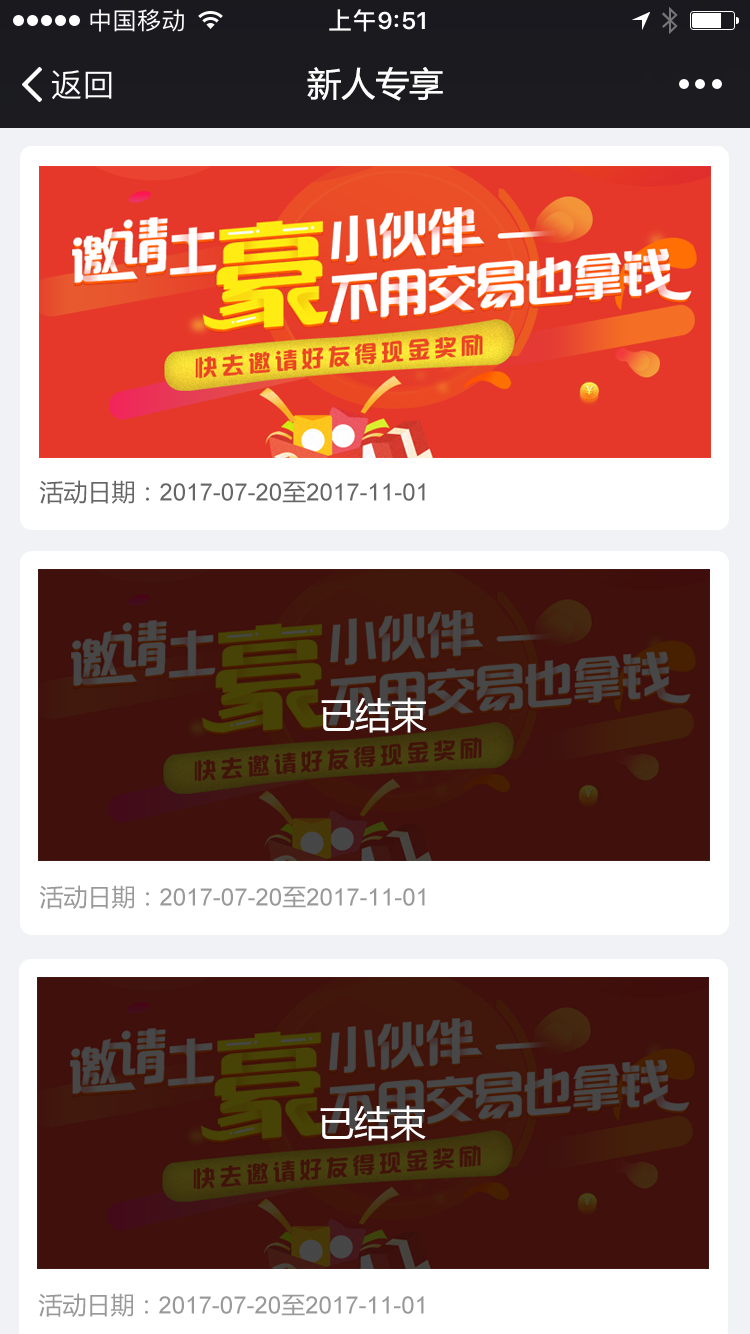 中国移动
上午9:51
返回
新人专享
邀请土豪小伙伴
不用交易也拿钱
快去邀请好友得现金奖励
活动日期：2017-07-20至2017-11-01
邀请土豪小伙伴
不用交易也拿钱
已结束
快去邀请好友得现金奖励
活动日期：2017-07-20至2017-11-01
邀请土豪小伙伴
不用交易也拿钱
已结束
快去邀请好友得现金奖励
活动日期：2017-07-20至2017-11-01